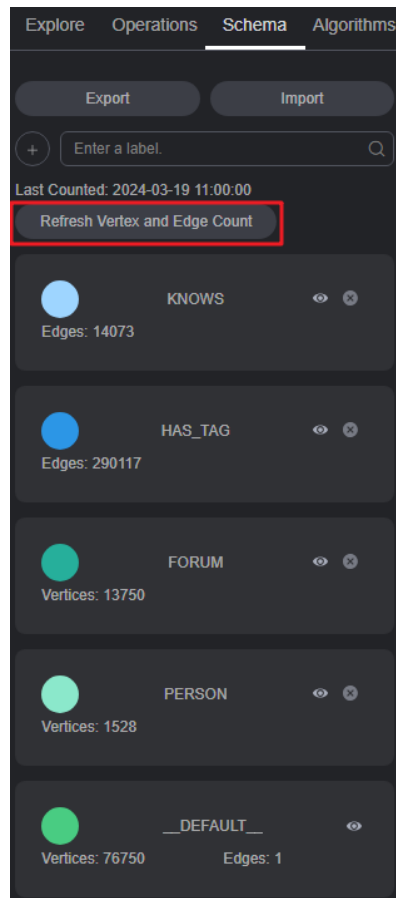 Explore Operations Schema Algorithms
Export Import
+ Enter a label.
Last Counted: 2024-03-19 11:00:00
Refresh Vertex and Edge Count
KNOWS
Edges: 14073
HAS_TAG
Edges: 290117
FORUM
Vertices: 13750
PERSON
Vertices: 1528
__DEFAULT__
Vertices: 76750 Edges: 1